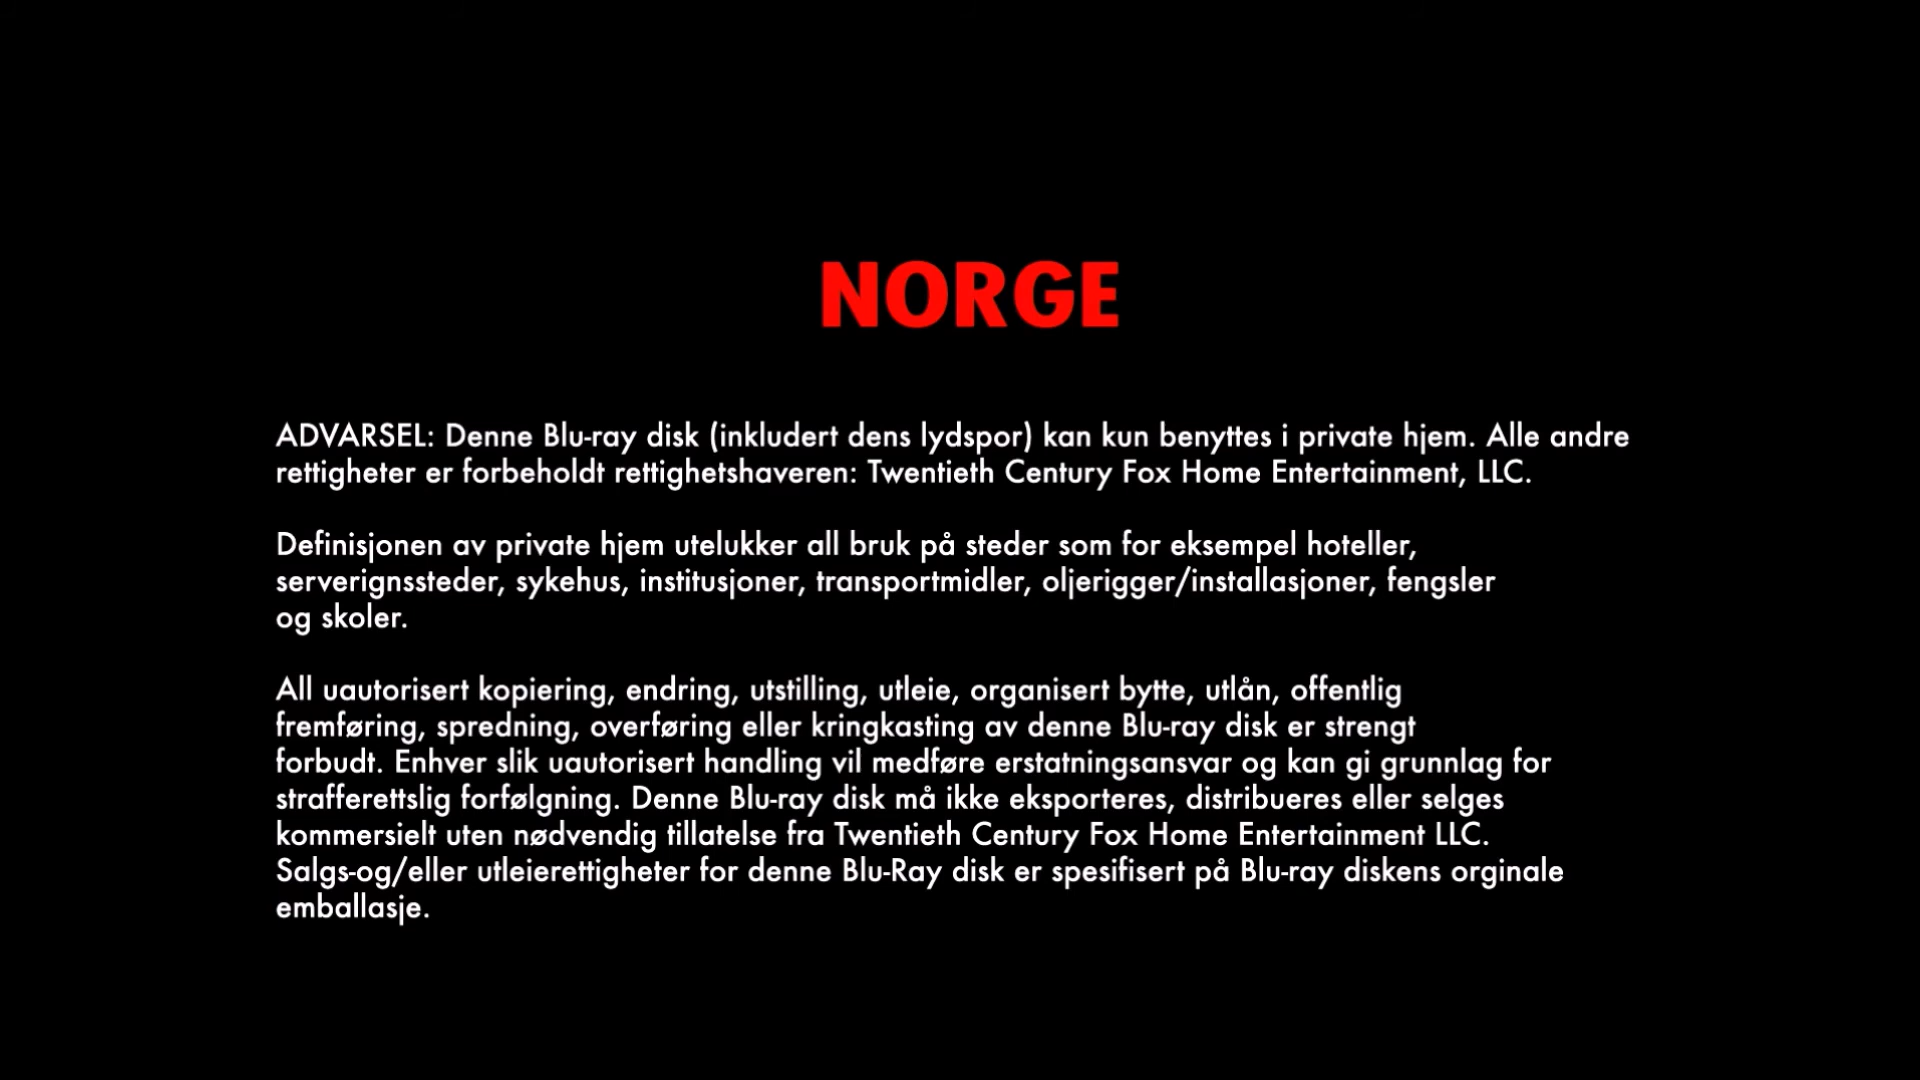 NORGE
ADVARSEL: Denne Blu-ray disk (inkludert dens lydspor) kan kun benyttes i private hjem. Alle andre
rettigheter er forbeholdt rettighetshaveren: Twentieth Century Fox Home Entertainment, LLC.
Definisjonen av private hjem utelukker all bruk på steder som for eksempel hoteller,
serverignssteder, sykehus, institusjoner, transportmidler, oljerigger/installasjoner, fengsler
og skoler.
All uautorisert kopiering, endring, utstilling, utleie, organisert bytte, utlån, offentlig
fremføring, spredning, overføring eller kringkasting av denne Blu-ray disk er strengt
forbudt. Enhver slik uautorisert handling vil medføre erstatningsansvar og kan gi grunnlag for
strafferettslig forfølgning. Denne Blu-ray disk må ikke eksporteres, distribueres eller selges
kommersielt uten nødvendig tillatelse fra Twentieth Century Fox Home Entertainment LLC.
Salgs-og/eller utleierettigheter for denne Blu-Ray disk er spesifisert på Blu-ray diskens orginale
emballasje.